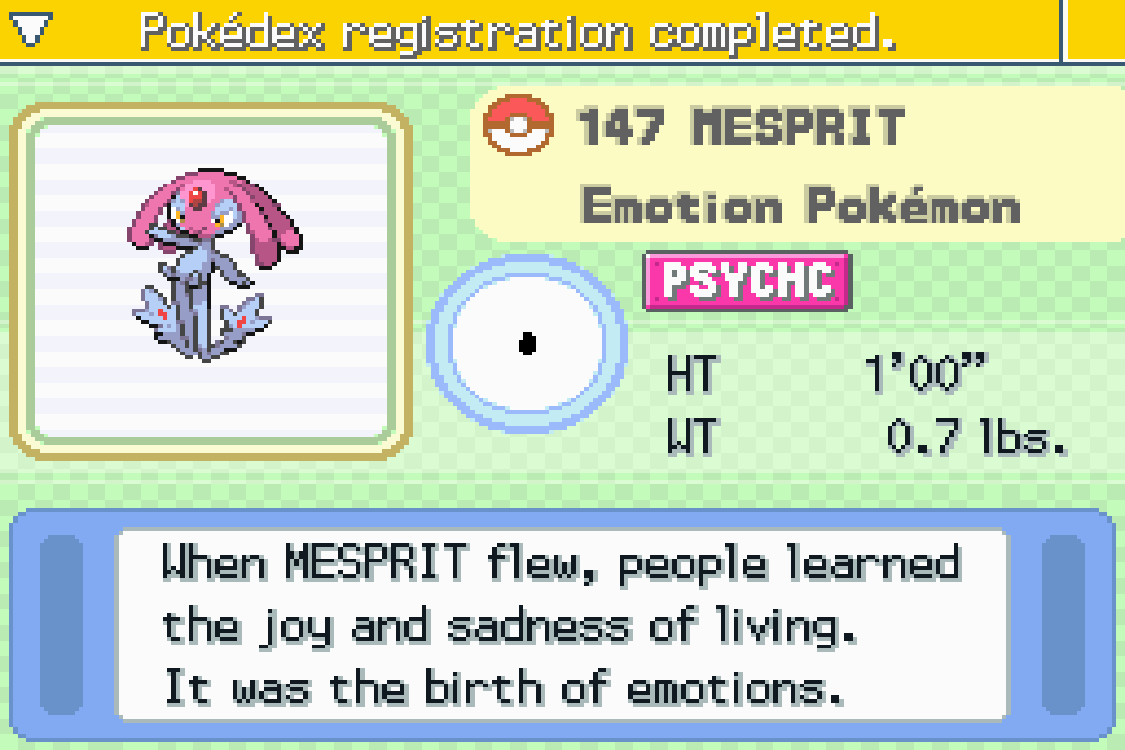 Pokédex registration completed.
147 MESPRIT
Emotion Pokémon
PSYCHC
HT 1'00"
WT 0.7 lbs.
When MESPRIT flew, people learned
the joy and sadness of living.
It was the birth of emotions.